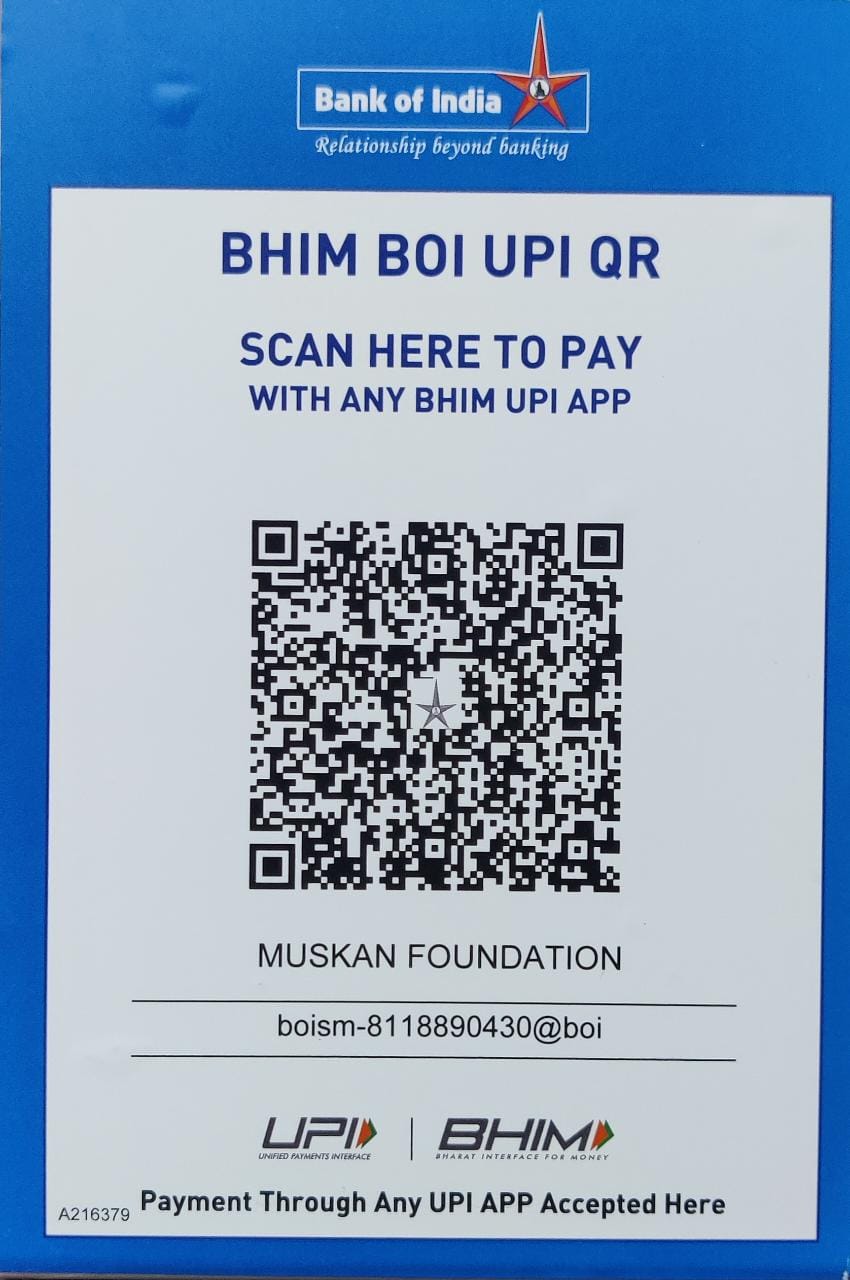 Bank of India
Relationship beyond banking
BHIM BOI UPI QR
SCAN HERE TO PAY
WITH ANY BHIM UPI APP
MUSKAN FOUNDATION
boism-8118890430@boi
UPI
UNIFIED PAYMENTS INTERFACE
BHIM
BHARAT INTERFACE FOR MONEY
A216379
Payment Through Any UPI APP Accepted Here